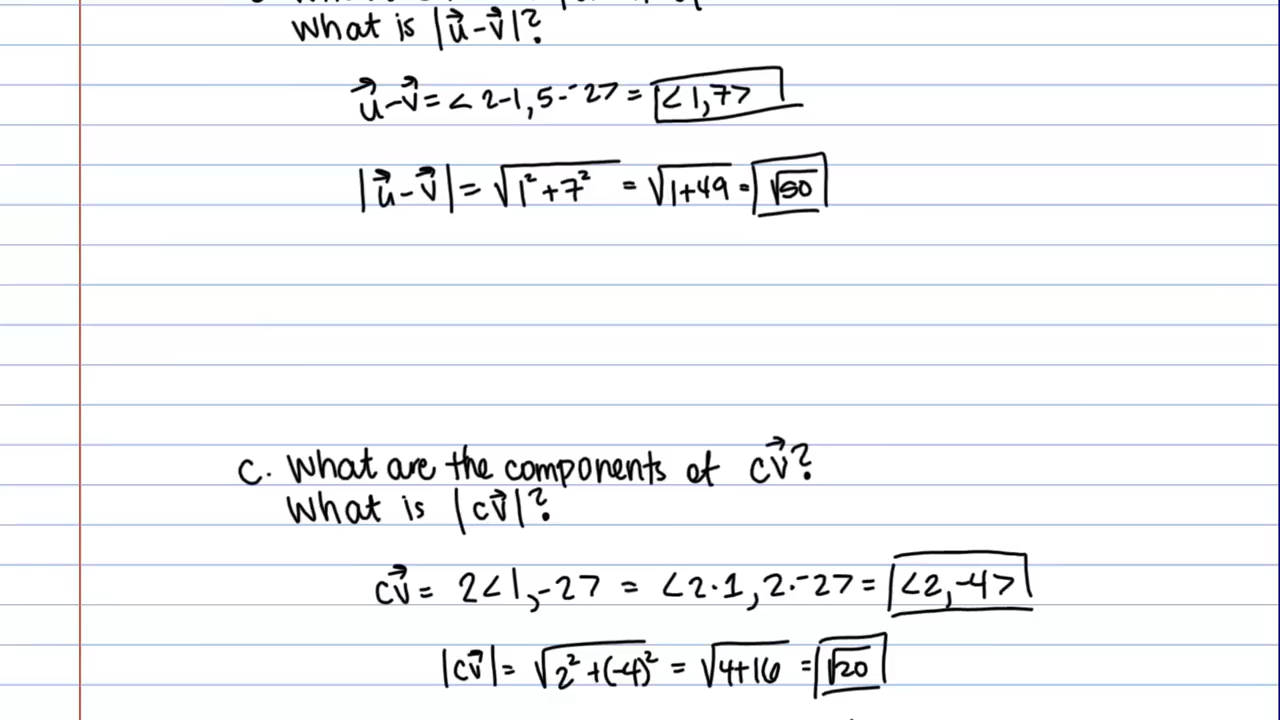 What is |u⃗-v⃗|?
u⃗-v⃗ = <2-1, 5--2> = <1,7>
|u⃗-v⃗| = √(1²+7²) = √(1+49) = √50
c. What are the components of cv⃗?
What is |cv⃗|?
cv⃗ = 2<1,-2> = <2·1, 2·-2> = <2,-4>
|cv⃗| = √(2²+(-4)²) = √(4+16) = √20